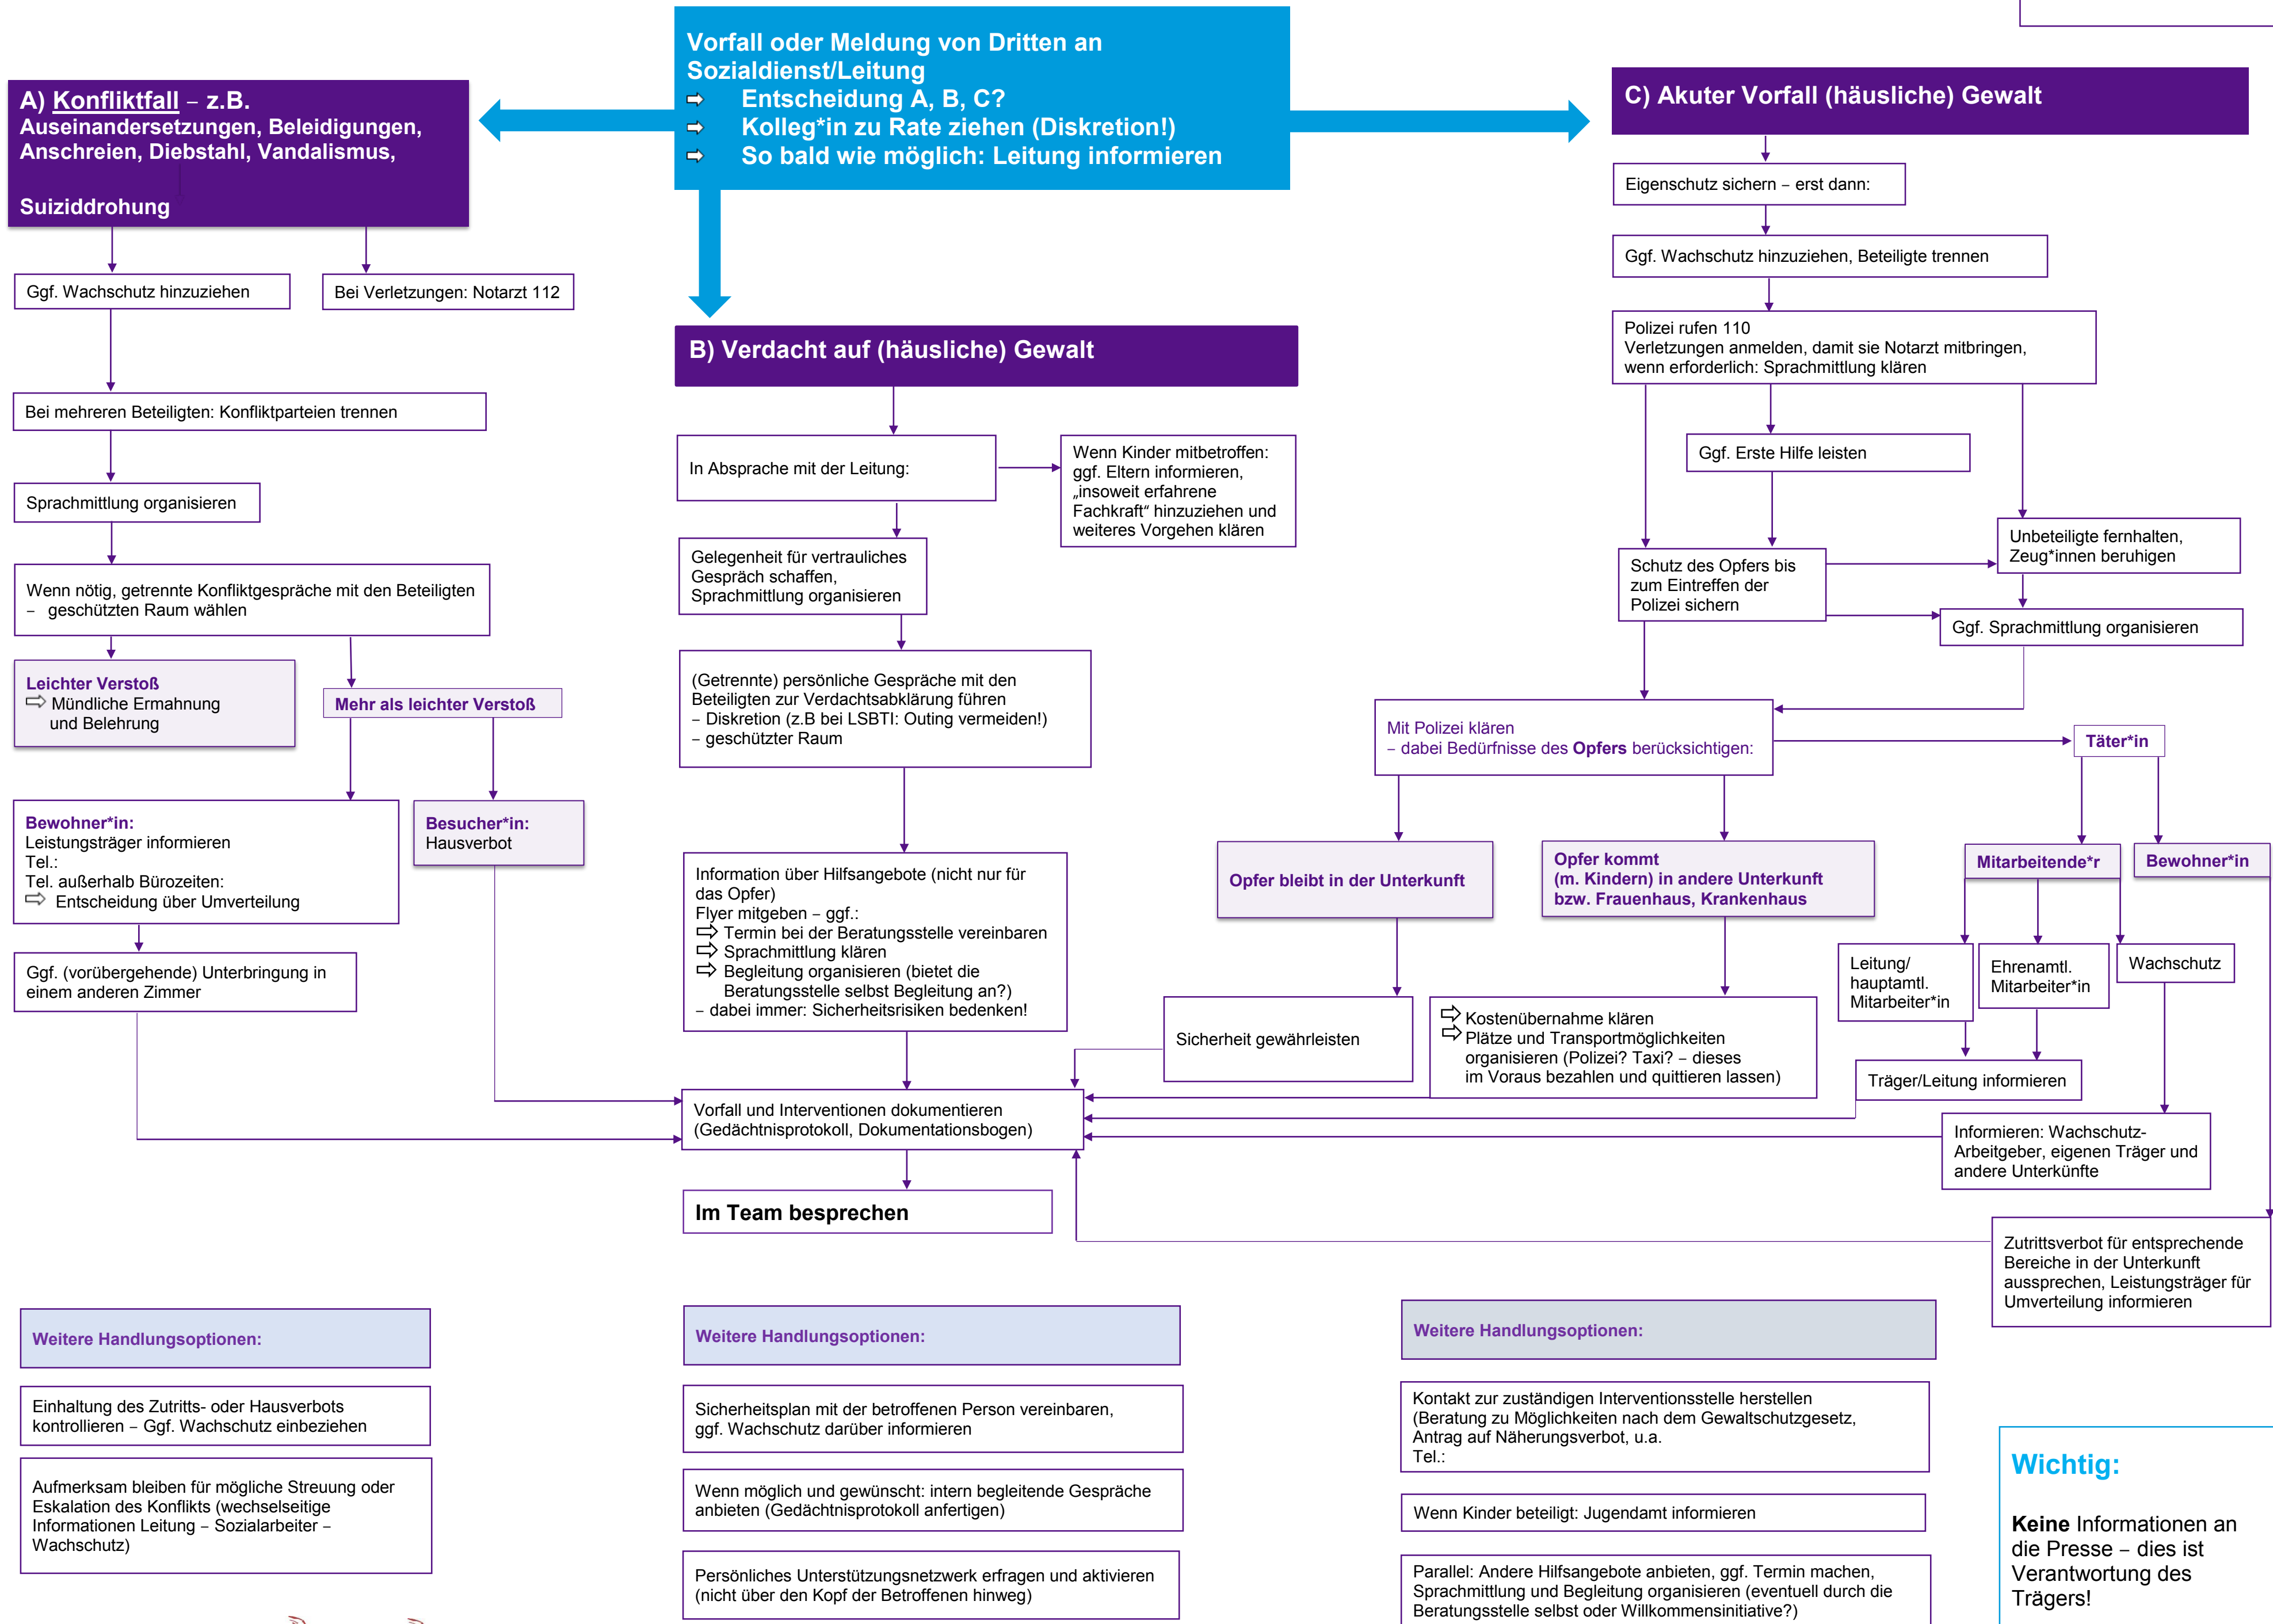 Vorfall oder Meldung von Dritten an
Sozialdienst/Leitung
⇨ Entscheidung A, B, C?
⇨ Kolleg*in zu Rate ziehen (Diskretion!)
⇨ So bald wie möglich: Leitung informieren
A) Konfliktfall – z.B.
Auseinandersetzungen, Beleidigungen,
Anschreien, Diebstahl, Vandalismus,
Suiziddrohung
Ggf. Wachschutz hinzuziehen
Bei Verletzungen: Notarzt 112
Bei mehreren Beteiligten: Konfliktparteien trennen
Sprachmittlung organisieren
Wenn nötig, getrennte Konfliktgespräche mit den Beteiligten
– geschützten Raum wählen
Leichter Verstoß
⇨ Mündliche Ermahnung
und Belehrung
Mehr als leichter Verstoß
Bewohner*in:
Leistungsträger informieren
Tel.:
Tel. außerhalb Bürozeiten:
⇨ Entscheidung über Umverteilung
Besucher*in:
Hausverbot
Ggf. (vorübergehende) Unterbringung in
einem anderen Zimmer
B) Verdacht auf (häusliche) Gewalt
In Absprache mit der Leitung:
Wenn Kinder mitbetroffen:
ggf. Eltern informieren,
„insoweit erfahrene
Fachkraft“ hinzuziehen und
weiteres Vorgehen klären
Gelegenheit für vertrauliches
Gespräch schaffen,
Sprachmittlung organisieren
(Getrennte) persönliche Gespräche mit den
Beteiligten zur Verdachtsabklärung führen
– Diskretion (z.B bei LSBTI: Outing vermeiden!)
– geschützter Raum
Information über Hilfsangebote (nicht nur für
das Opfer)
Flyer mitgeben – ggf.:
⇨ Termin bei der Beratungsstelle vereinbaren
⇨ Sprachmittlung klären
⇨ Begleitung organisieren (bietet die
Beratungsstelle selbst Begleitung an?)
– dabei immer: Sicherheitsrisiken bedenken!
Vorfall und Interventionen dokumentieren
(Gedächtnisprotokoll, Dokumentationsbogen)
Im Team besprechen
C) Akuter Vorfall (häusliche) Gewalt
Eigenschutz sichern – erst dann:
Ggf. Wachschutz hinzuziehen, Beteiligte trennen
Polizei rufen 110
Verletzungen anmelden, damit sie Notarzt mitbringen,
wenn erforderlich: Sprachmittlung klären
Ggf. Erste Hilfe leisten
Unbeteiligte fernhalten,
Zeug*innen beruhigen
Schutz des Opfers bis
zum Eintreffen der
Polizei sichern
Ggf. Sprachmittlung organisieren
Mit Polizei klären
– dabei Bedürfnisse des Opfers berücksichtigen:
Täter*in
Opfer bleibt in der Unterkunft
Opfer kommt
(m. Kindern) in andere Unterkunft
bzw. Frauenhaus, Krankenhaus
Mitarbeitende*r
Bewohner*in
Leitung/
hauptamtl.
Mitarbeiter*in
Ehrenamtl.
Mitarbeiter*in
Wachschutz
Sicherheit gewährleisten
⇨ Kostenübernahme klären
⇨ Plätze und Transportmöglichkeiten
organisieren (Polizei? Taxi? – dieses
im Voraus bezahlen und quittieren lassen)
Träger/Leitung informieren
Informieren: Wachschutz-
Arbeitgeber, eigenen Träger und
andere Unterkünfte
Zutrittsverbot für entsprechende
Bereiche in der Unterkunft
aussprechen, Leistungsträger für
Umverteilung informieren
Weitere Handlungsoptionen:
Einhaltung des Zutritts- oder Hausverbots
kontrollieren – Ggf. Wachschutz einbeziehen
Aufmerksam bleiben für mögliche Streuung oder
Eskalation des Konflikts (wechselseitige
Informationen Leitung – Sozialarbeiter –
Wachschutz)
Weitere Handlungsoptionen:
Sicherheitsplan mit der betroffenen Person vereinbaren,
ggf. Wachschutz darüber informieren
Wenn möglich und gewünscht: intern begleitende Gespräche
anbieten (Gedächtnisprotokoll anfertigen)
Persönliches Unterstützungsnetzwerk erfragen und aktivieren
(nicht über den Kopf der Betroffenen hinweg)
Weitere Handlungsoptionen:
Kontakt zur zuständigen Interventionsstelle herstellen
(Beratung zu Möglichkeiten nach dem Gewaltschutzgesetz,
Antrag auf Näherungsverbot, u.a.
Tel.:
Wenn Kinder beteiligt: Jugendamt informieren
Parallel: Andere Hilfsangebote anbieten, ggf. Termin machen,
Sprachmittlung und Begleitung organisieren (eventuell durch die
Beratungsstelle selbst oder Willkommensinitiative?)
Wichtig:
Keine Informationen an
die Presse – dies ist
Verantwortung des
Trägers!